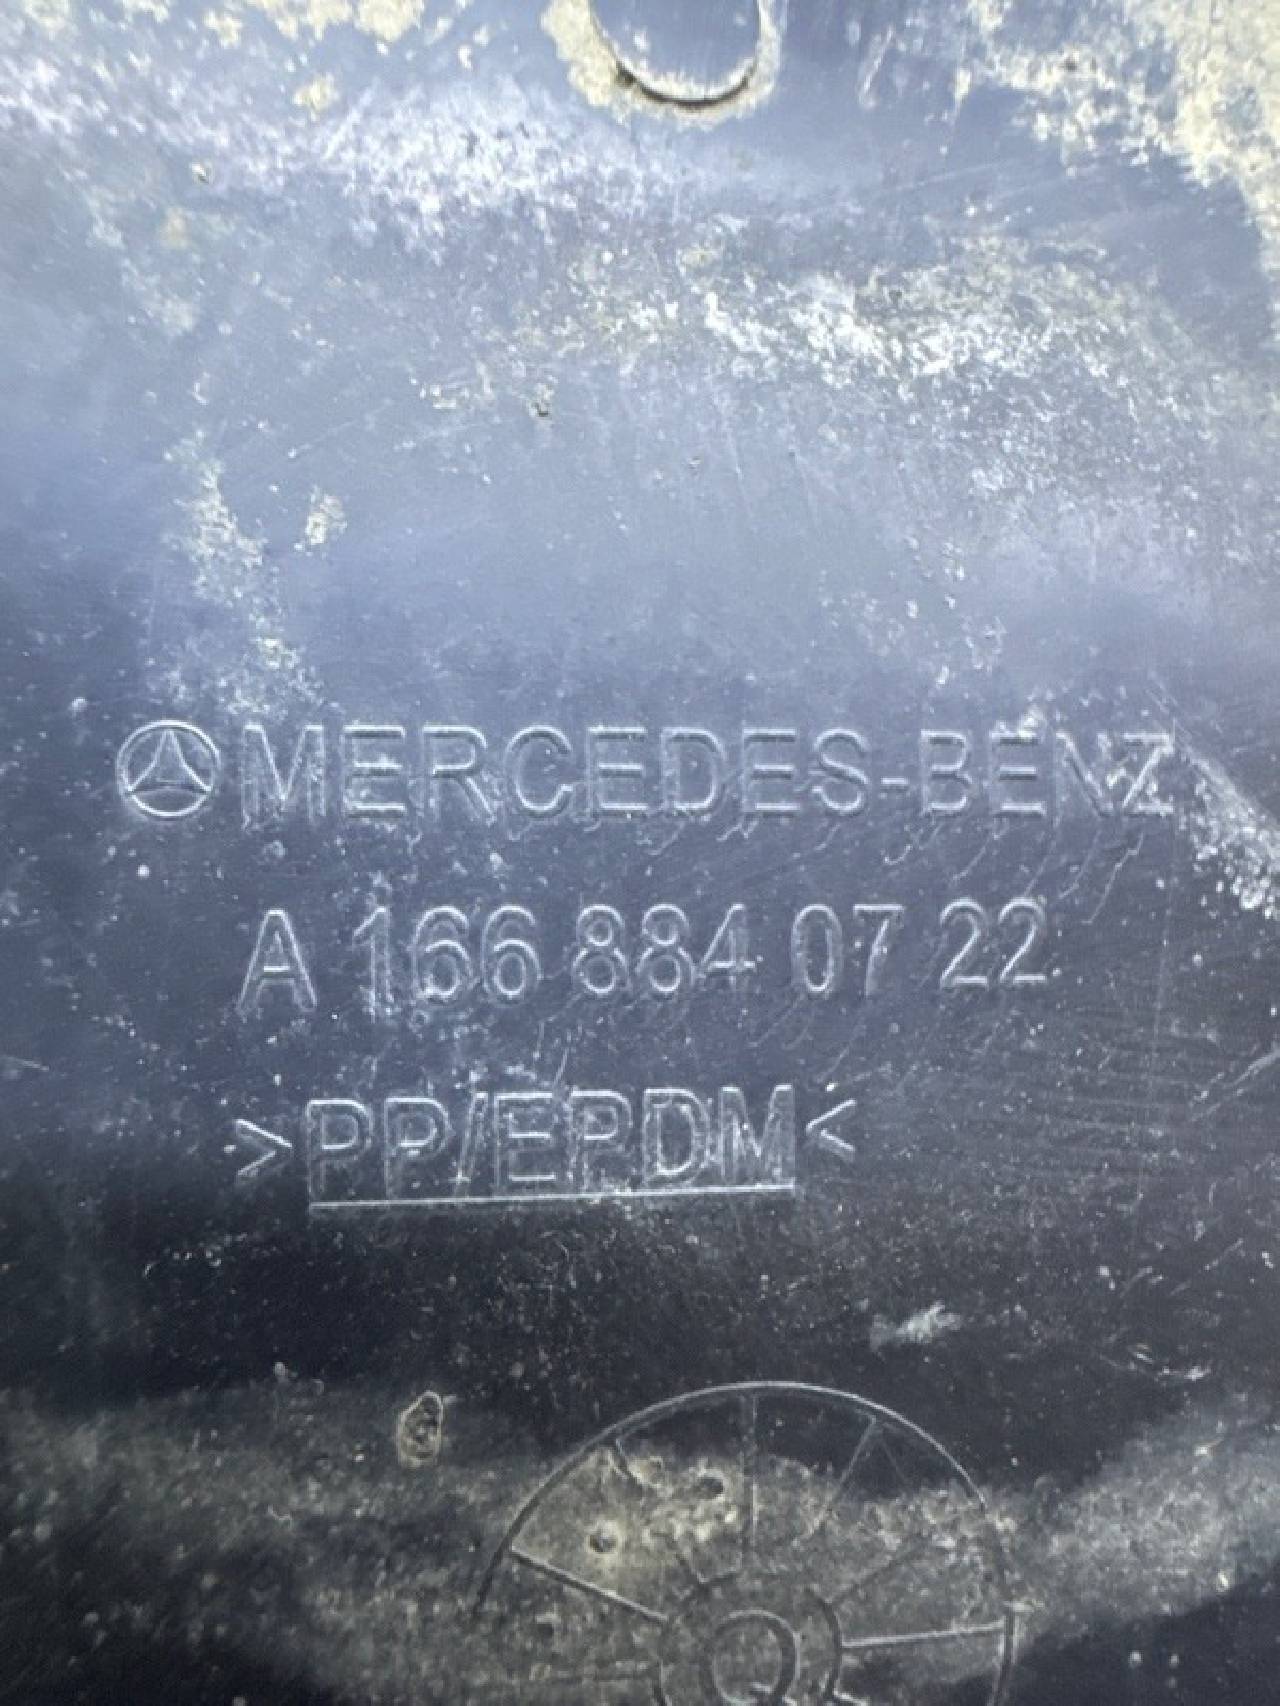 MERCEDES-BENZ
A 166 884 07 22
>PP/EPDM<